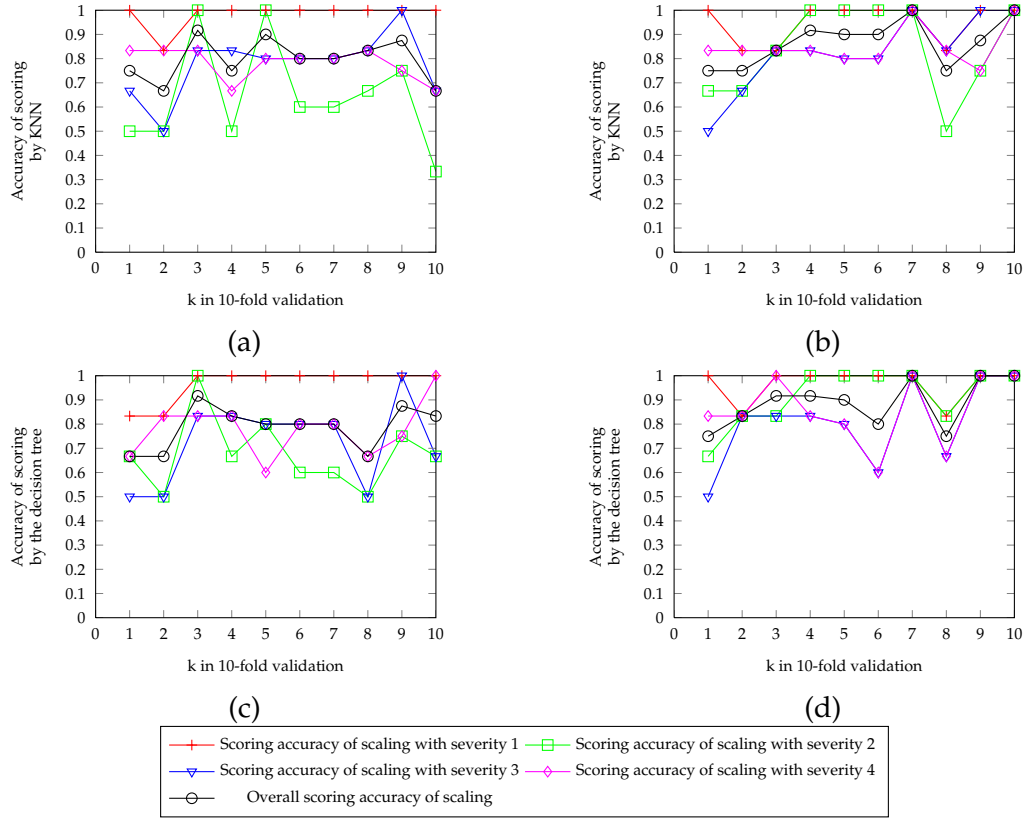 1
0.9
0.8
0.7
0.6
0.5
0.4
0.3
0.2
0.1
0
0 1 2 3 4 5 6 7 8 9 10
Accuracy of scoring
by KNN
k in 10-fold validation
(a)
1
0.9
0.8
0.7
0.6
0.5
0.4
0.3
0.2
0.1
0
0 1 2 3 4 5 6 7 8 9 10
Accuracy of scoring
by KNN
k in 10-fold validation
(b)
1
0.9
0.8
0.7
0.6
0.5
0.4
0.3
0.2
0.1
0
0 1 2 3 4 5 6 7 8 9 10
Accuracy of scoring
by the decision tree
k in 10-fold validation
(c)
1
0.9
0.8
0.7
0.6
0.5
0.4
0.3
0.2
0.1
0
0 1 2 3 4 5 6 7 8 9 10
Accuracy of scoring
by the decision tree
k in 10-fold validation
(d)
Scoring accuracy of scaling with severity 1
Scoring accuracy of scaling with severity 2
Scoring accuracy of scaling with severity 3
Scoring accuracy of scaling with severity 4
Overall scoring accuracy of scaling